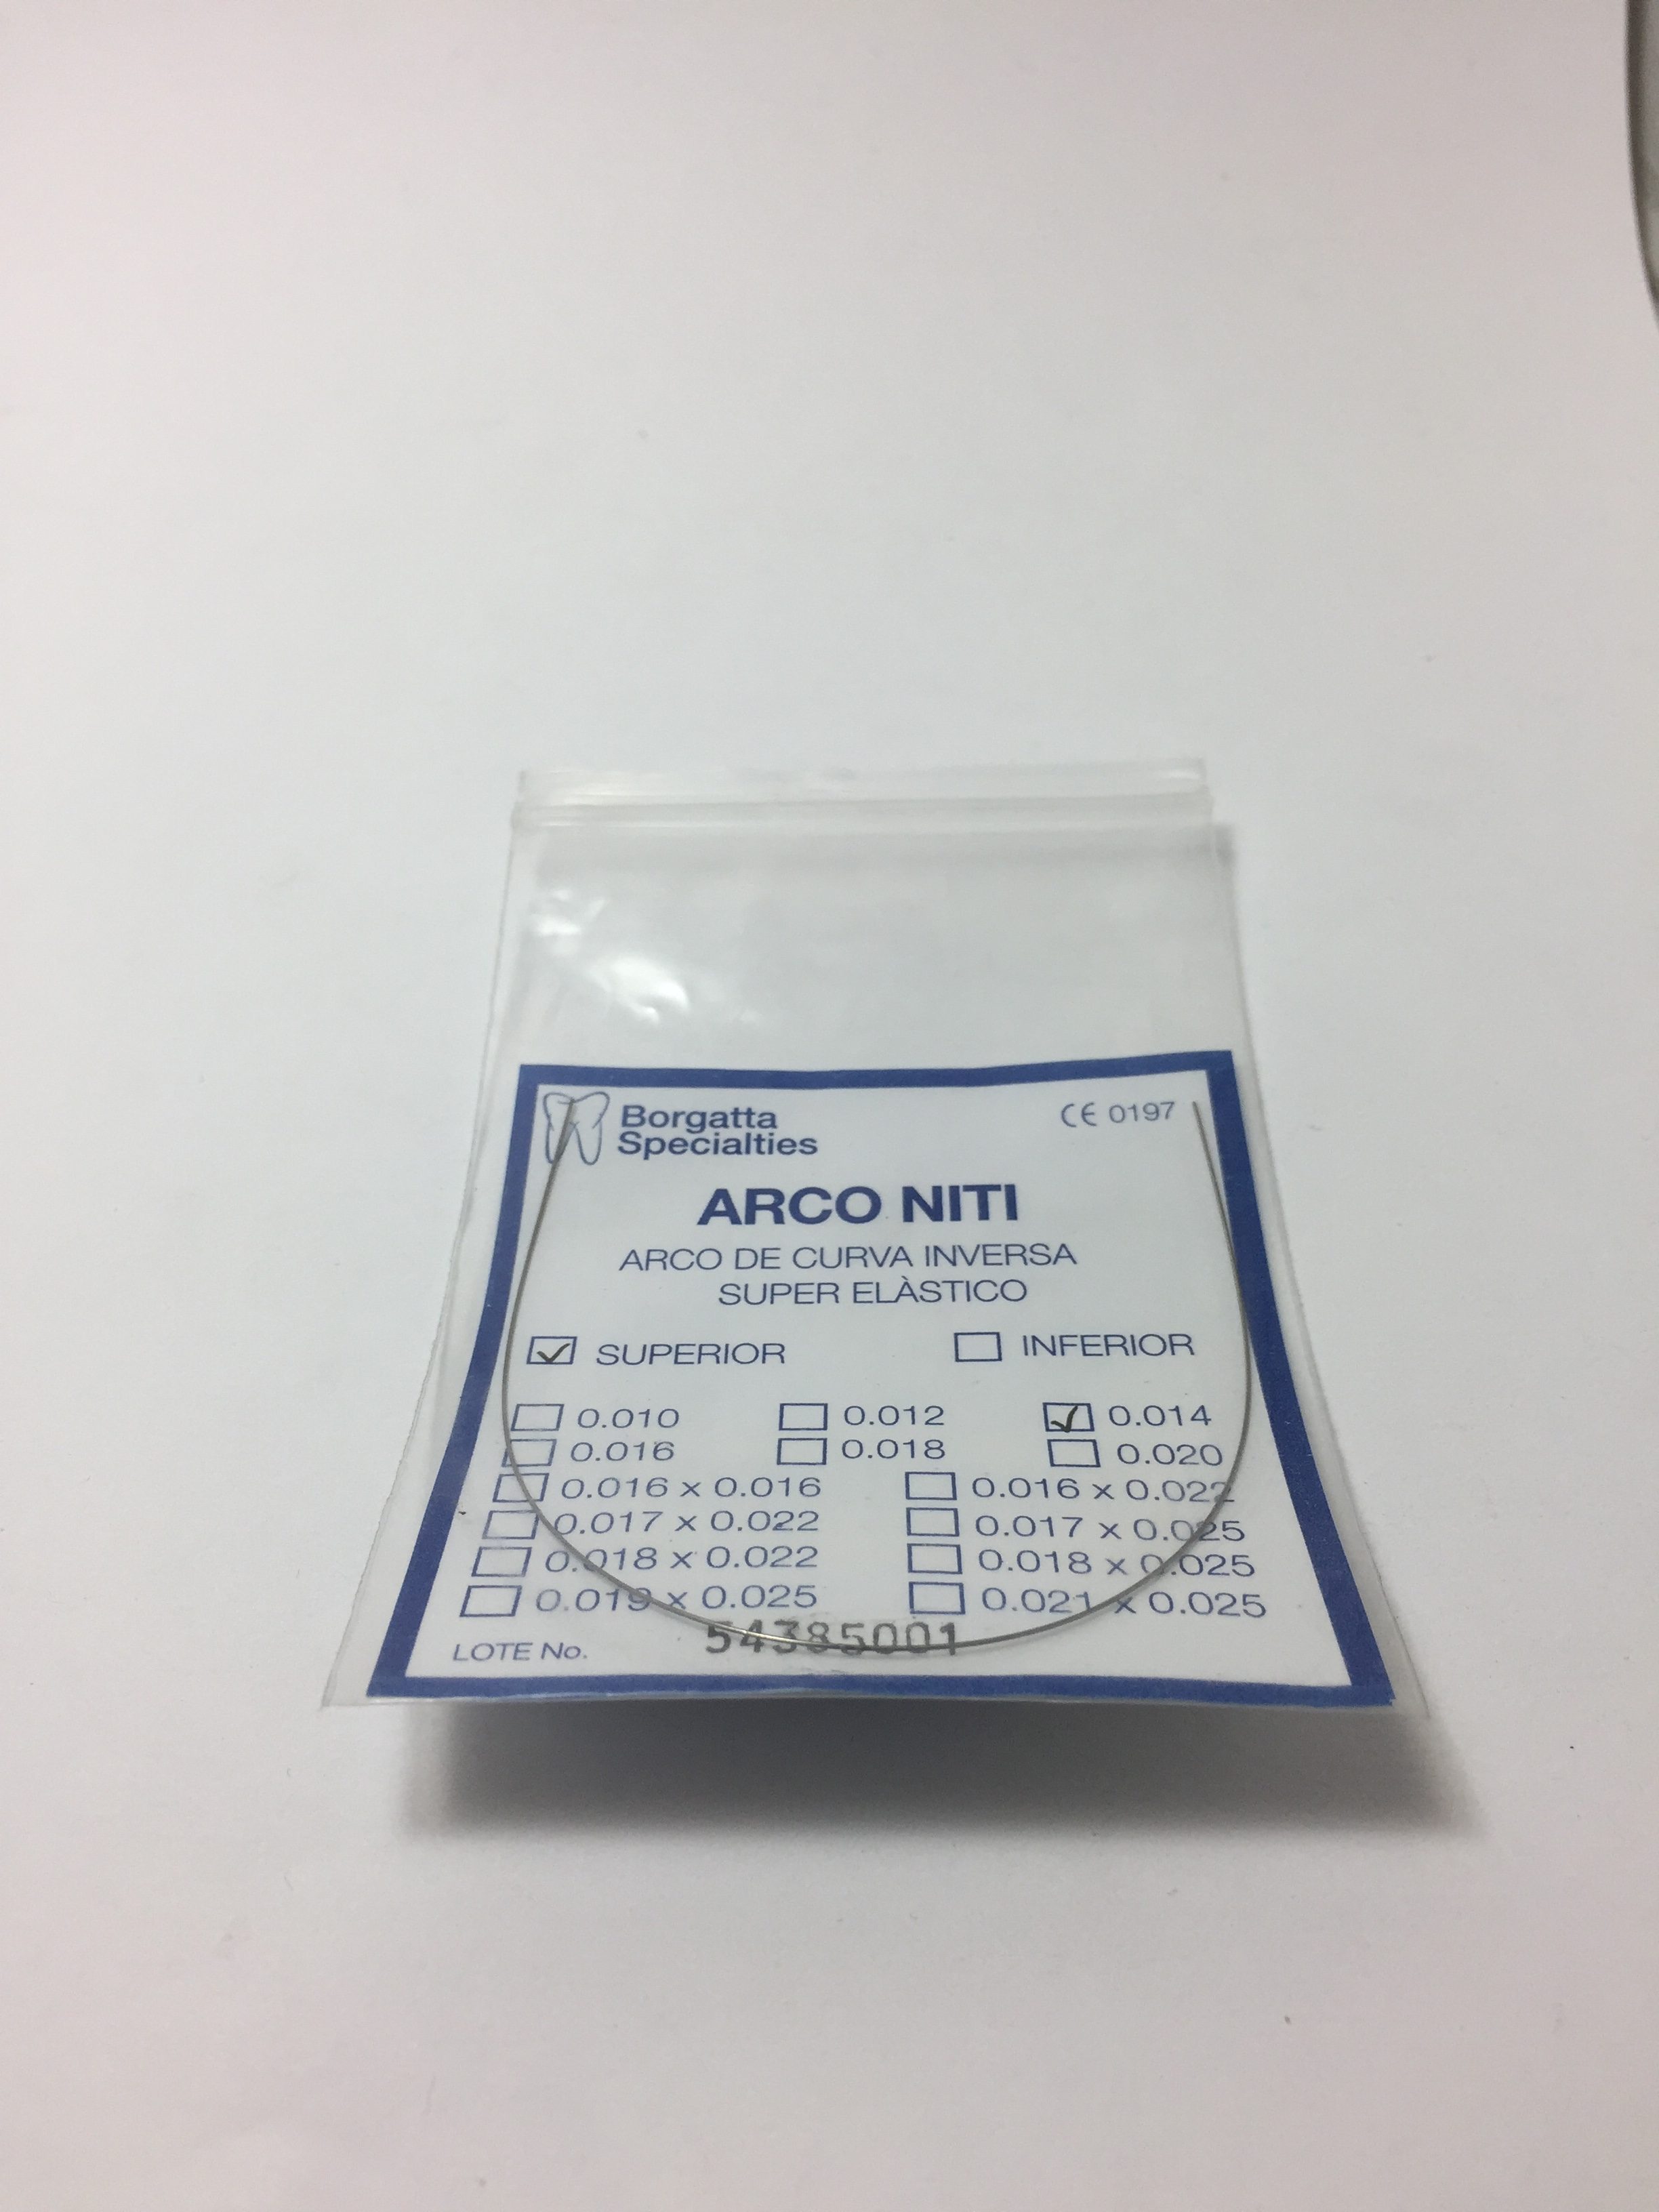 Borgatta
Specialties
CE 0197
ARCO NITI
ARCO DE CURVA INVERSA
SUPER ELÀSTICO
SUPERIOR INFERIOR
0.010 0.012 0.014
0.016 0.018 0.020
0.016 x 0.016 0.016 x 0.022
0.017 x 0.022 0.017 x 0.025
0.018 x 0.022 0.018 x 0.025
0.019 x 0.025 0.021 x 0.025
LOTE No. 54385001